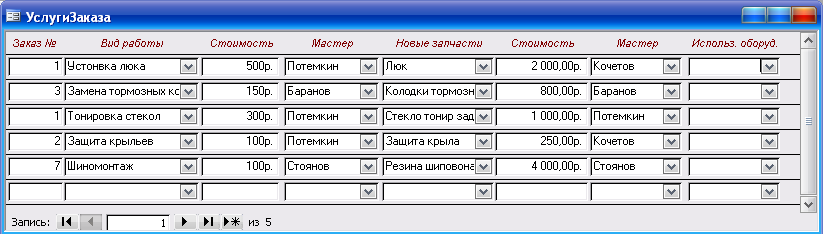 УслугиЗаказа
Заказ № Вид работы Стоимость Мастер Новые запчасти Стоимость Мастер Использ. оборуд.
1 Устонвка люка 500р. Потемкин Люк 2 000,00р. Кочетов
3 Замена тормозных ко 150р. Баранов Колодки тормозн 800,00р. Баранов
1 Тонировка стекол 300р. Потемкин Стекло тонир зад 1 000,00р. Потемкин
2 Защита крыльев 100р. Потемкин Защита крыла 250,00р. Кочетов
7 Шиномонтаж 100р. Стоянов Резина шиповона 4 000,00р. Стоянов
Запись: 1 из 5